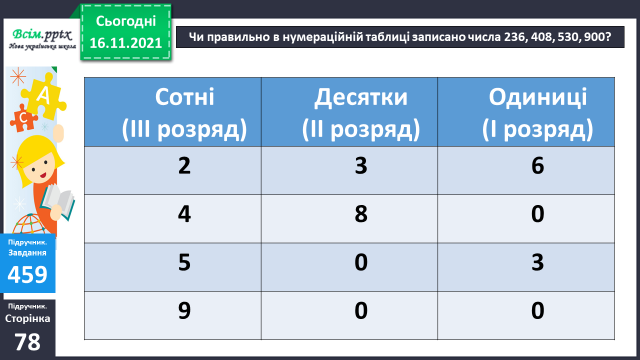 Всім.pptx
Нова українська школа
Сьогодні
16.11.2021
Чи правильно в нумераційній таблиці записано числа 236, 408, 530, 900?
А
С
Сотні Десятки Одиниці
(ІІІ розряд) (ІІ розряд) (І розряд)
2 3 6
4 8 0
5 0 3
9 0 0
Підручник.
Завдання
459
Підручник.
Сторінка
78